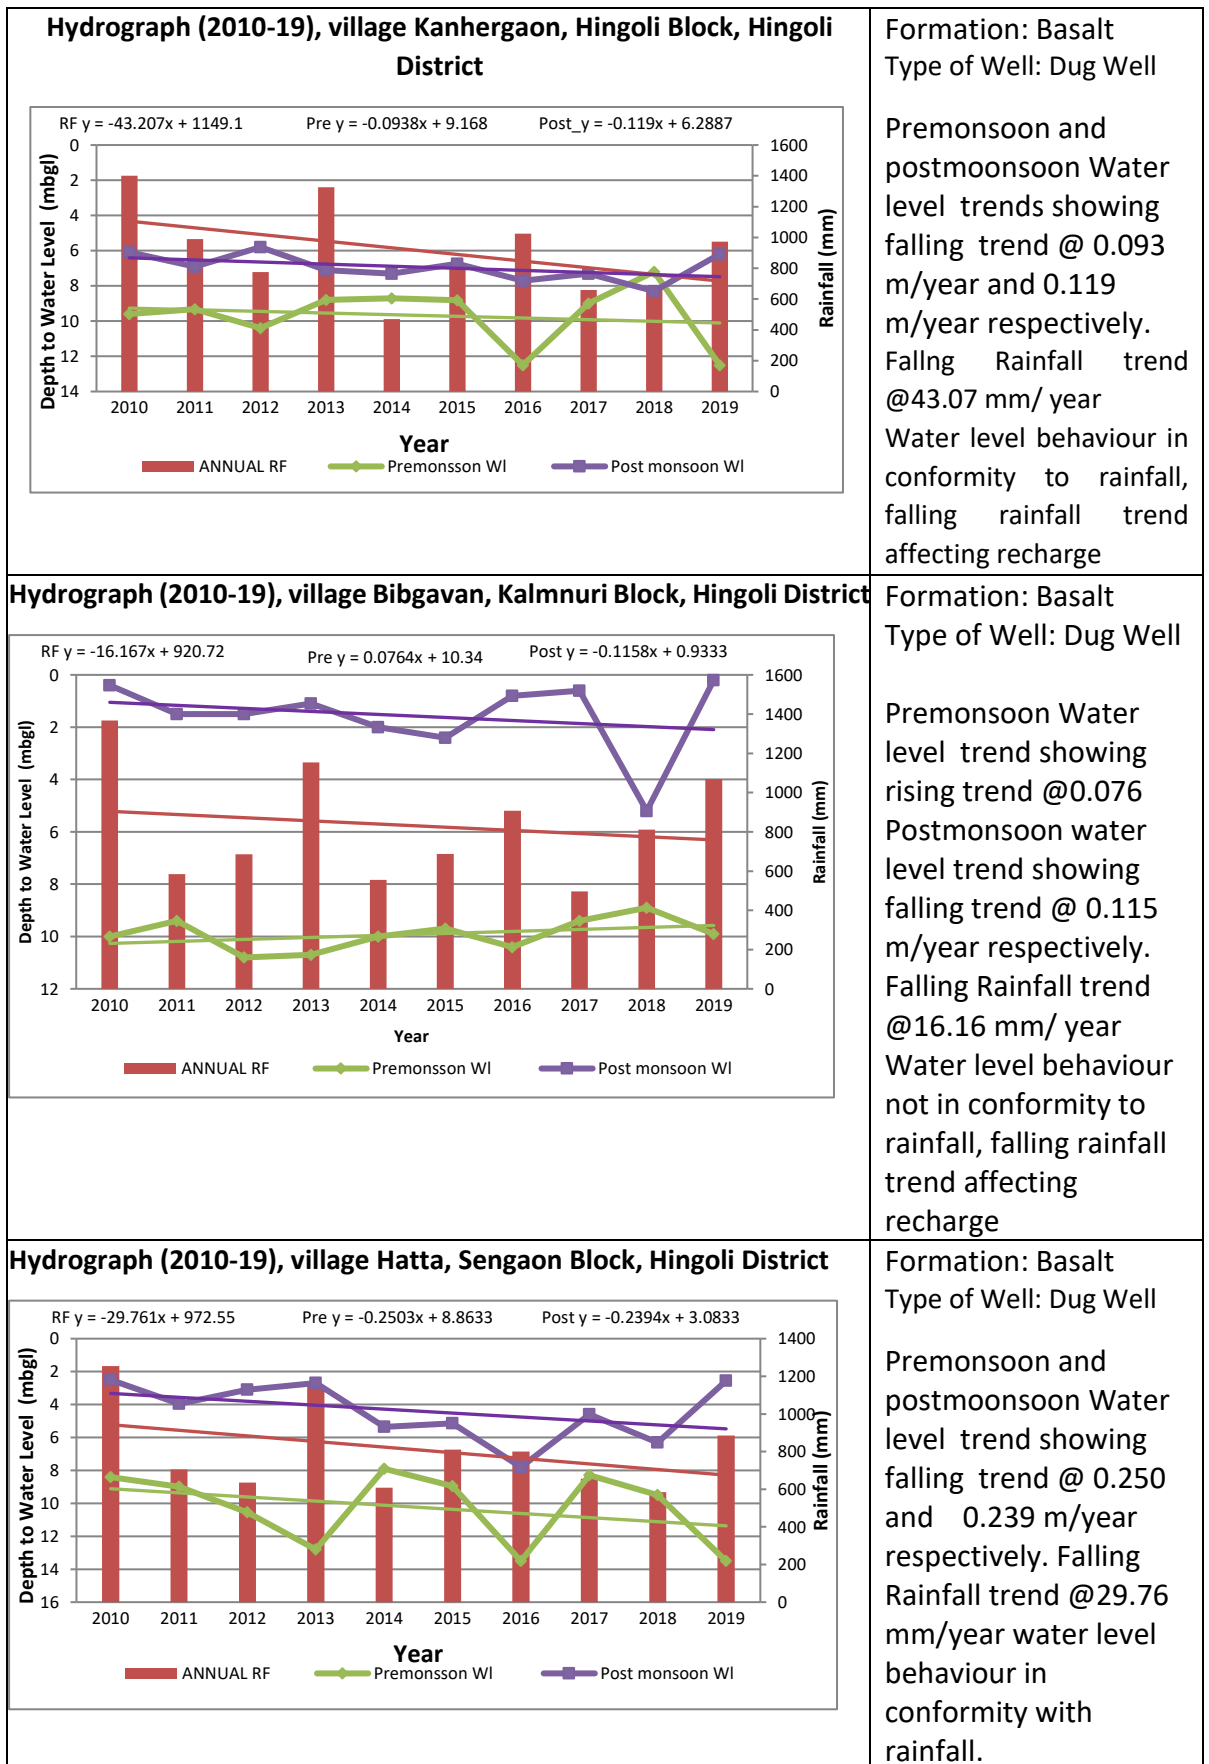 Hydrograph (2010-19), village Kanhergaon, Hingoli Block, Hingoli
District
RF y = -43.207x + 1149.1 Pre y = -0.0938x + 9.168 Post_y = -0.119x + 6.2887
0
2
4
6
8
10
12
14
Depth to Water Level (mbgl)
1600
1400
1200
1000
800
600
400
200
0
Rainfall (mm)
2010 2011 2012 2013 2014 2015 2016 2017 2018 2019
Year
ANNUAL RF Premonsson Wl Post monsoon Wl
Formation: Basalt
Type of Well: Dug Well
Premonsoon and
postmoonsoon Water
level trends showing
falling trend @ 0.093
m/year and 0.119
m/year respectively.
Fallng Rainfall trend
@43.07 mm/ year
Water level behaviour in
conformity to rainfall,
falling rainfall trend
affecting recharge
Hydrograph (2010-19), village Bibgavan, Kalmnuri Block, Hingoli District
RF y = -16.167x + 920.72 Pre y = 0.0764x + 10.34 Post y = -0.1158x + 0.9333
0
2
4
6
8
10
12
Depth to Water Level (mbgl)
1600
1400
1200
1000
800
600
400
200
0
Rainfall (mm)
2010 2011 2012 2013 2014 2015 2016 2017 2018 2019
Year
ANNUAL RF Premonsson Wl Post monsoon Wl
Formation: Basalt
Type of Well: Dug Well
Premonsoon Water
level trend showing
rising trend @0.076
Postmonsoon water
level trend showing
falling trend @ 0.115
m/year respectively.
Falling Rainfall trend
@16.16 mm/ year
Water level behaviour
not in conformity to
rainfall, falling rainfall
trend affecting
recharge
Hydrograph (2010-19), village Hatta, Sengaon Block, Hingoli District
RF y = -29.761x + 972.55 Pre y = -0.2503x + 8.8633 Post y = -0.2394x + 3.0833
0
2
4
6
8
10
12
14
16
Depth to Water Level (mbgl)
1400
1200
1000
800
600
400
200
0
Rainfall (mm)
2010 2011 2012 2013 2014 2015 2016 2017 2018 2019
Year
ANNUAL RF Premonsson Wl Post monsoon Wl
Formation: Basalt
Type of Well: Dug Well
Premonsoon and
postmoonsoon Water
level trend showing
falling trend @ 0.250
and 0.239 m/year
respectively. Falling
Rainfall trend @29.76
mm/year water level
behaviour in
conformity with
rainfall.